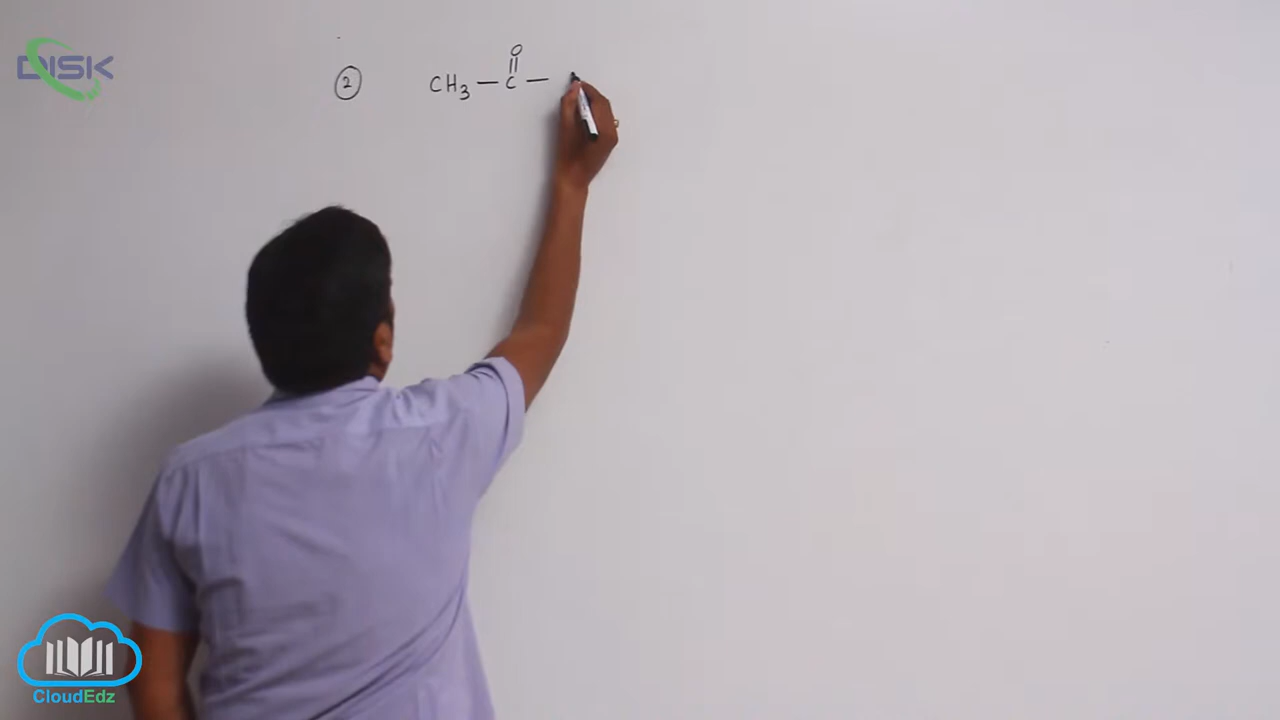 DISK
O
② CH3 — C —
CloudEdz